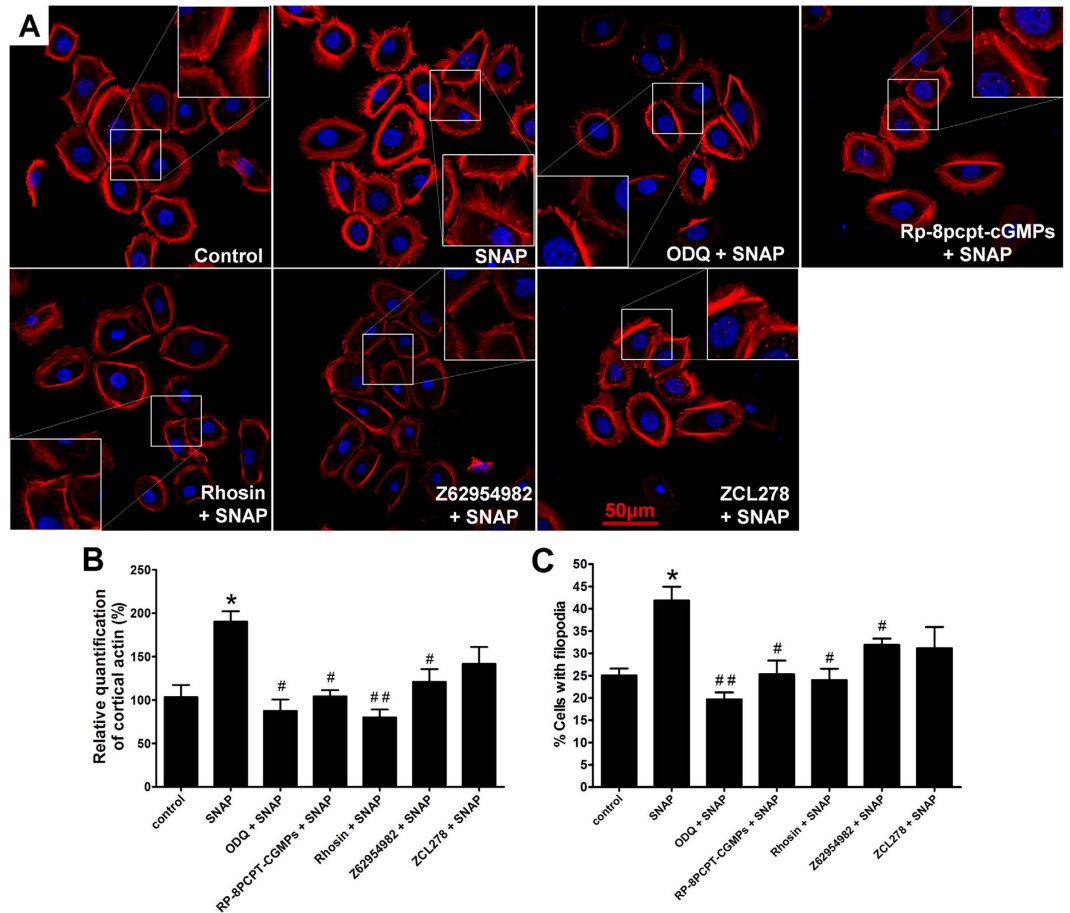 A
Control
SNAP
ODQ + SNAP
Rp-8pcpt-cGMPs
+ SNAP
Rhosin
+ SNAP
Z62954982
+ SNAP
ZCL278
+ SNAP
50µm
B
Relative quantification
of cortical actin (%)
250
200
150
100
50
0
*
#
#
# #
#
control
SNAP
ODQ + SNAP
RP-8PCPT-CGMPs + SNAP
Rhosin + SNAP
Z62954982 + SNAP
ZCL278 + SNAP
C
% Cells with filopodia
50
45
40
35
30
25
20
15
10
5
0
*
# #
#
#
#
control
SNAP
ODQ + SNAP
RP-8PCPT-CGMPs + SNAP
Rhosin + SNAP
Z62954982 + SNAP
ZCL278 + SNAP